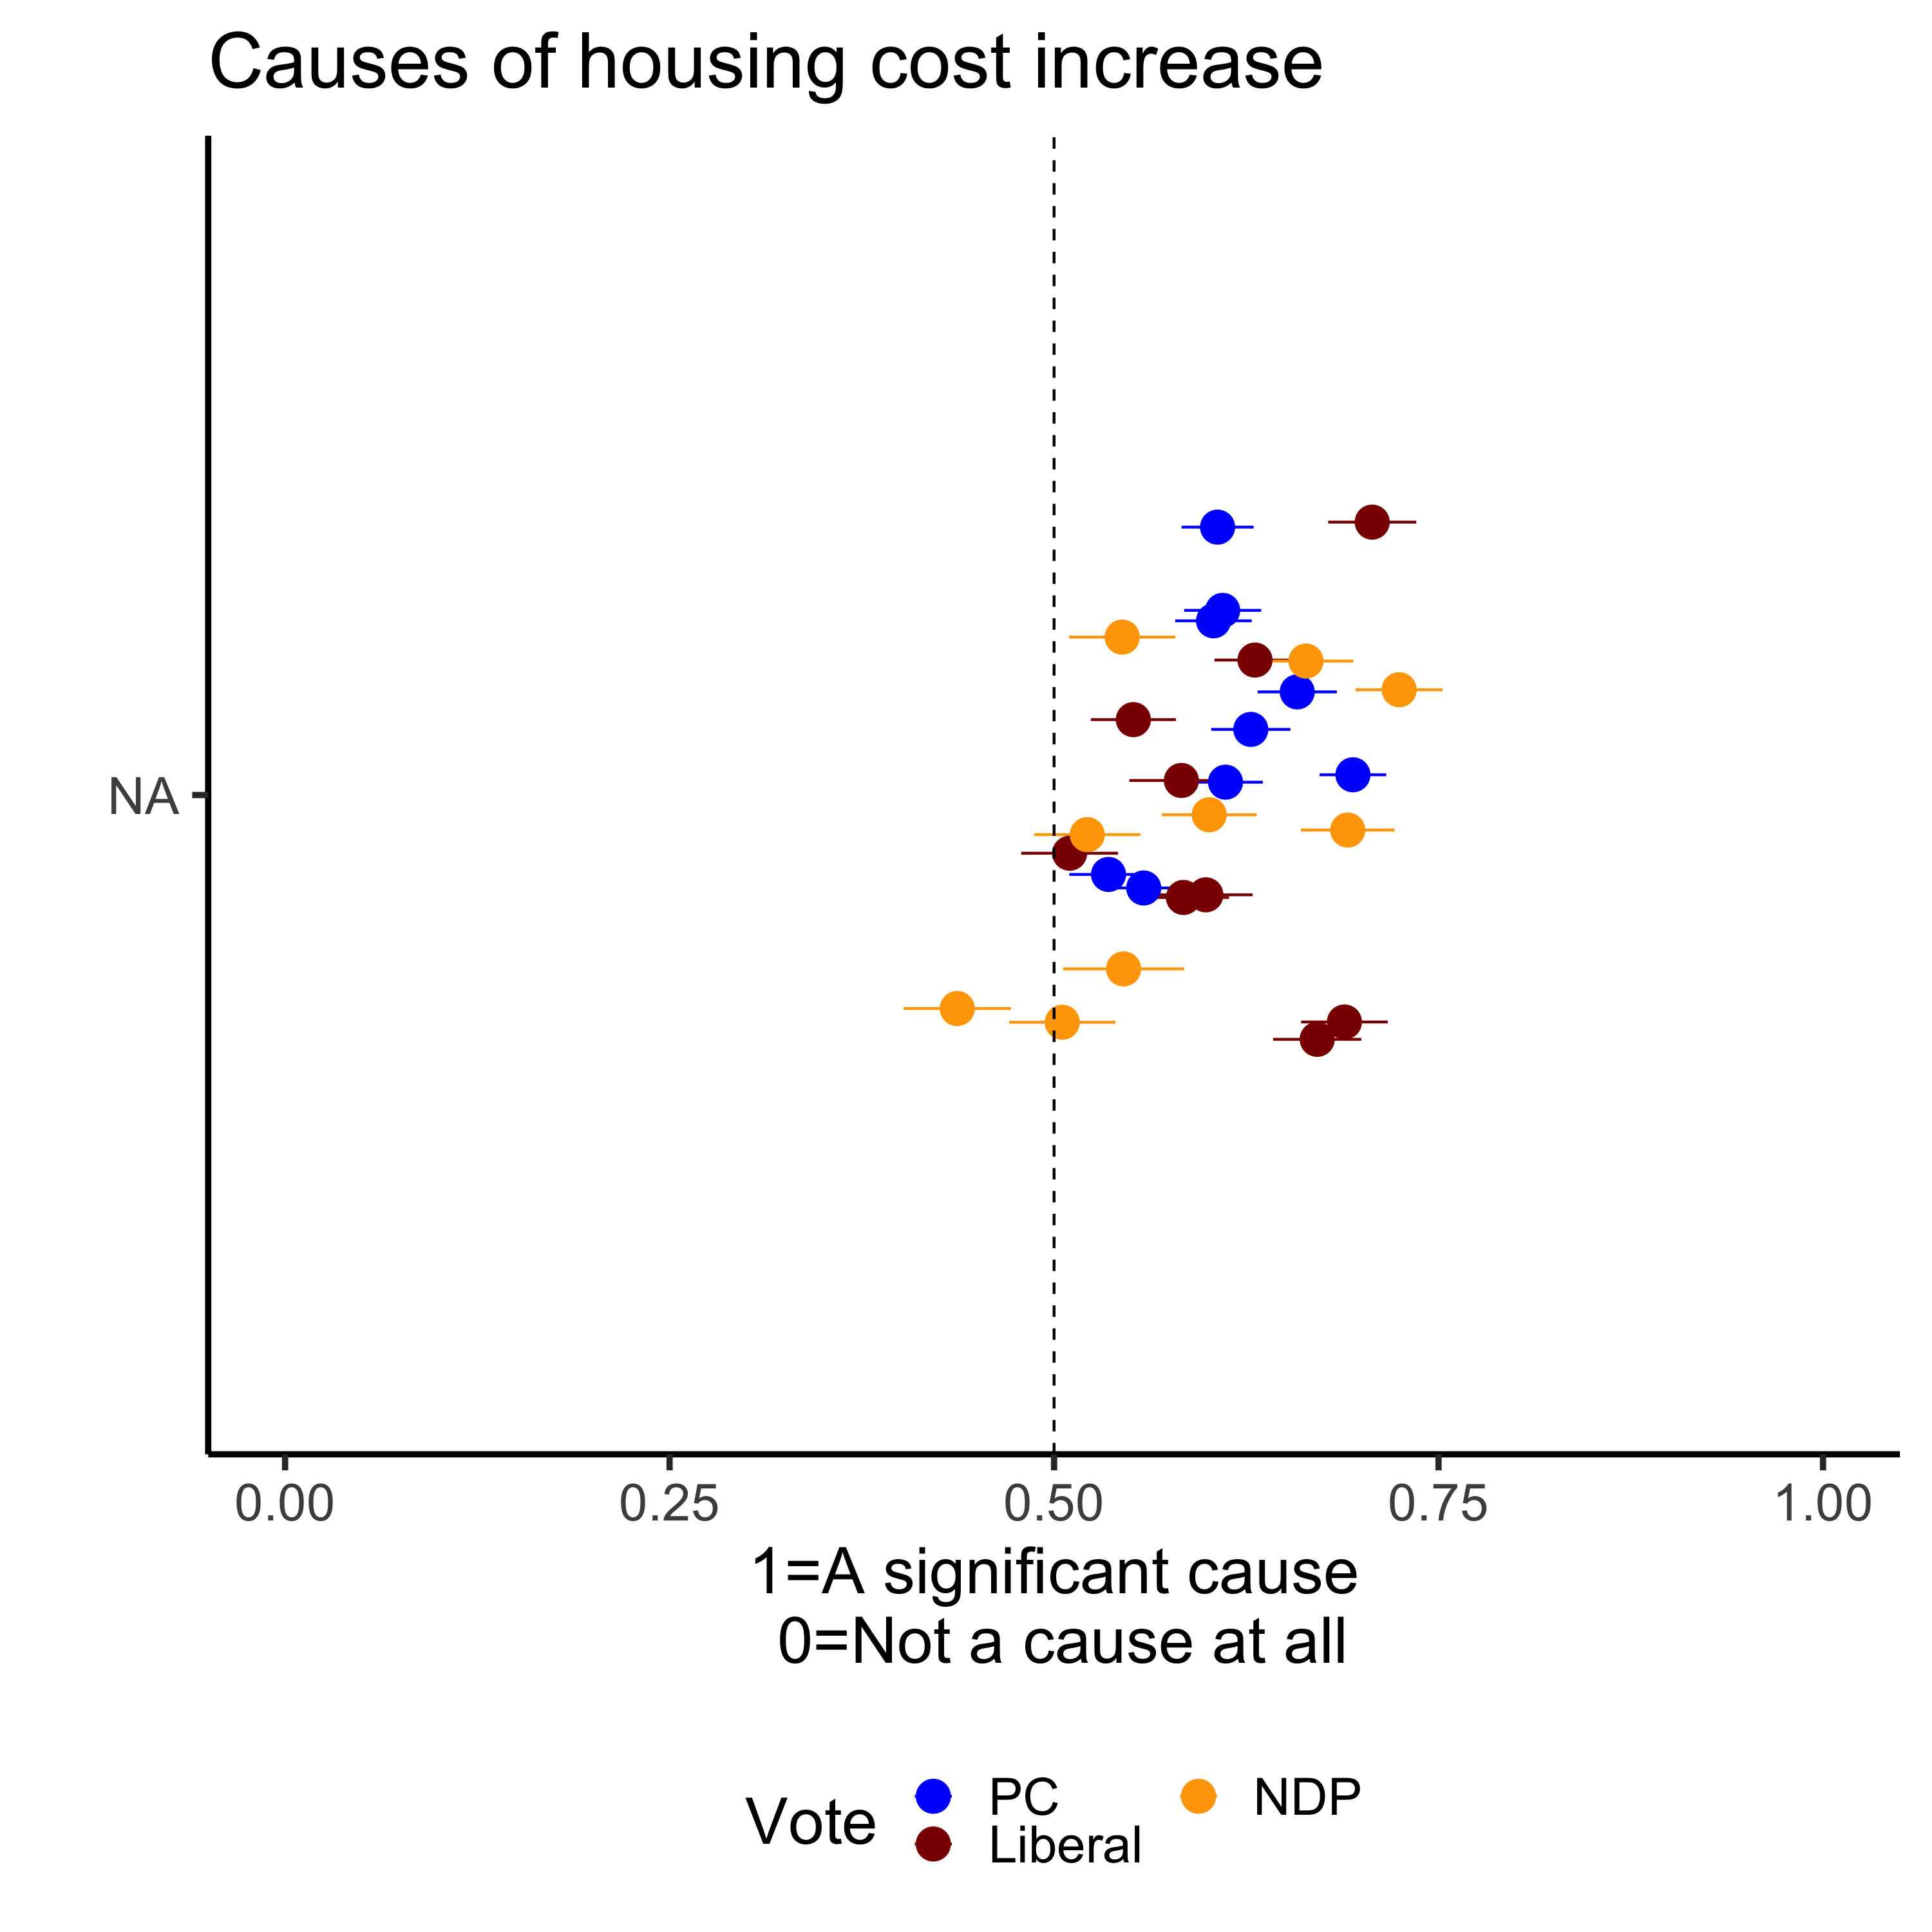 Causes of housing cost increase
NA
0.00 0.25 0.50 0.75 1.00
1=A significant cause
0=Not a cause at all
Vote
PC
NDP
Liberal